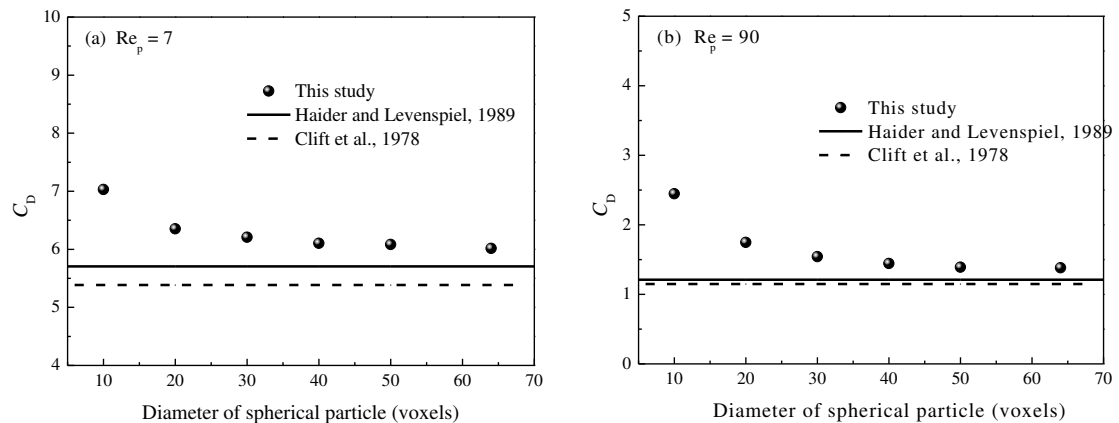 (a) Re_p = 7
This study
Haider and Levenspiel, 1989
Clift et al., 1978
10
9
8
7
6
5
4
C_D
10 20 30 40 50 60 70
Diameter of spherical particle (voxels)
(b) Re_p = 90
This study
Haider and Levenspiel, 1989
Clift et al., 1978
5
4
3
2
1
0
C_D
10 20 30 40 50 60 70
Diameter of spherical particle (voxels)